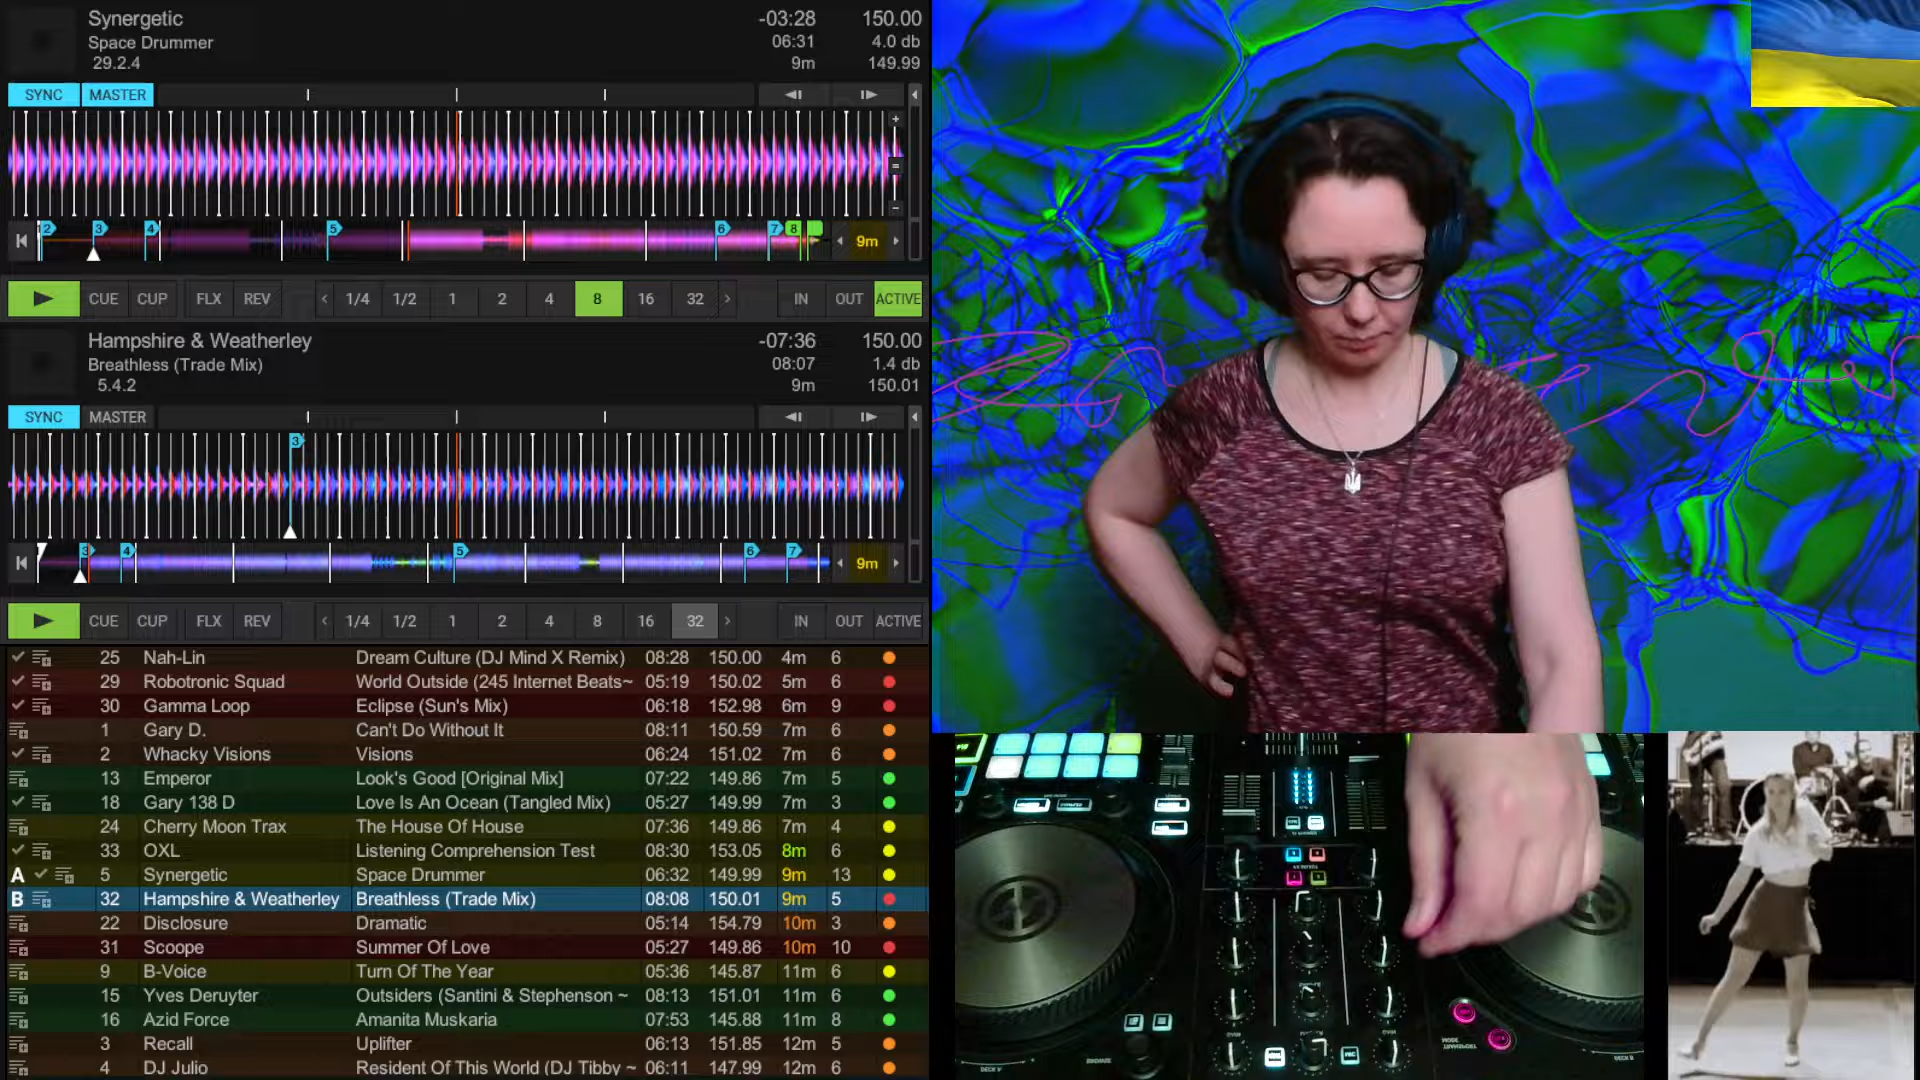 Synergetic -03:28 150.00
Space Drummer 06:31 4.0 db
29.2.4 9m 149.99
SYNC MASTER
2 3 4 5 6 7 8 9m
CUE CUP FLX REV 1/4 1/2 1 2 4 8 16 32 IN OUT ACTIVE
Hampshire & Weatherley -07:36 150.00
Breathless (Trade Mix) 08:07 1.4 db
5.4.2 9m 150.01
SYNC MASTER
3
3 4 5 6 7 9m
CUE CUP FLX REV 1/4 1/2 1 2 4 8 16 32 IN OUT ACTIVE
25 Nah-Lin Dream Culture (DJ Mind X Remix) 08:28 150.00 4m 6
29 Robotronic Squad World Outside (245 Internet Beats~ 05:19 150.02 5m 6
30 Gamma Loop Eclipse (Sun's Mix) 06:18 152.98 6m 9
1 Gary D. Can't Do Without It 08:11 150.59 7m 6
2 Whacky Visions Visions 06:24 151.02 7m 6
13 Emperor Look's Good [Original Mix] 07:22 149.86 7m 5
18 Gary 138 D Love Is An Ocean (Tangled Mix) 05:27 149.99 7m 3
24 Cherry Moon Trax The House Of House 07:36 149.86 7m 4
33 OXL Listening Comprehension Test 08:30 153.05 8m 6
A 5 Synergetic Space Drummer 06:32 149.99 9m 13
B 32 Hampshire & Weatherley Breathless (Trade Mix) 08:08 150.01 9m 5
22 Disclosure Dramatic 05:14 154.79 10m 3
31 Scoope Summer Of Love 05:27 149.86 10m 10
9 B-Voice Turn Of The Year 05:36 145.87 11m 6
15 Yves Deruyter Outsiders (Santini & Stephenson ~ 08:13 151.01 11m 6
16 Azid Force Amanita Muskaria 07:53 145.88 11m 8
3 Recall Uplifter 06:13 151.85 12m 5
4 DJ Julio Resident Of This World (DJ Tibby ~ 06:11 147.99 12m 6